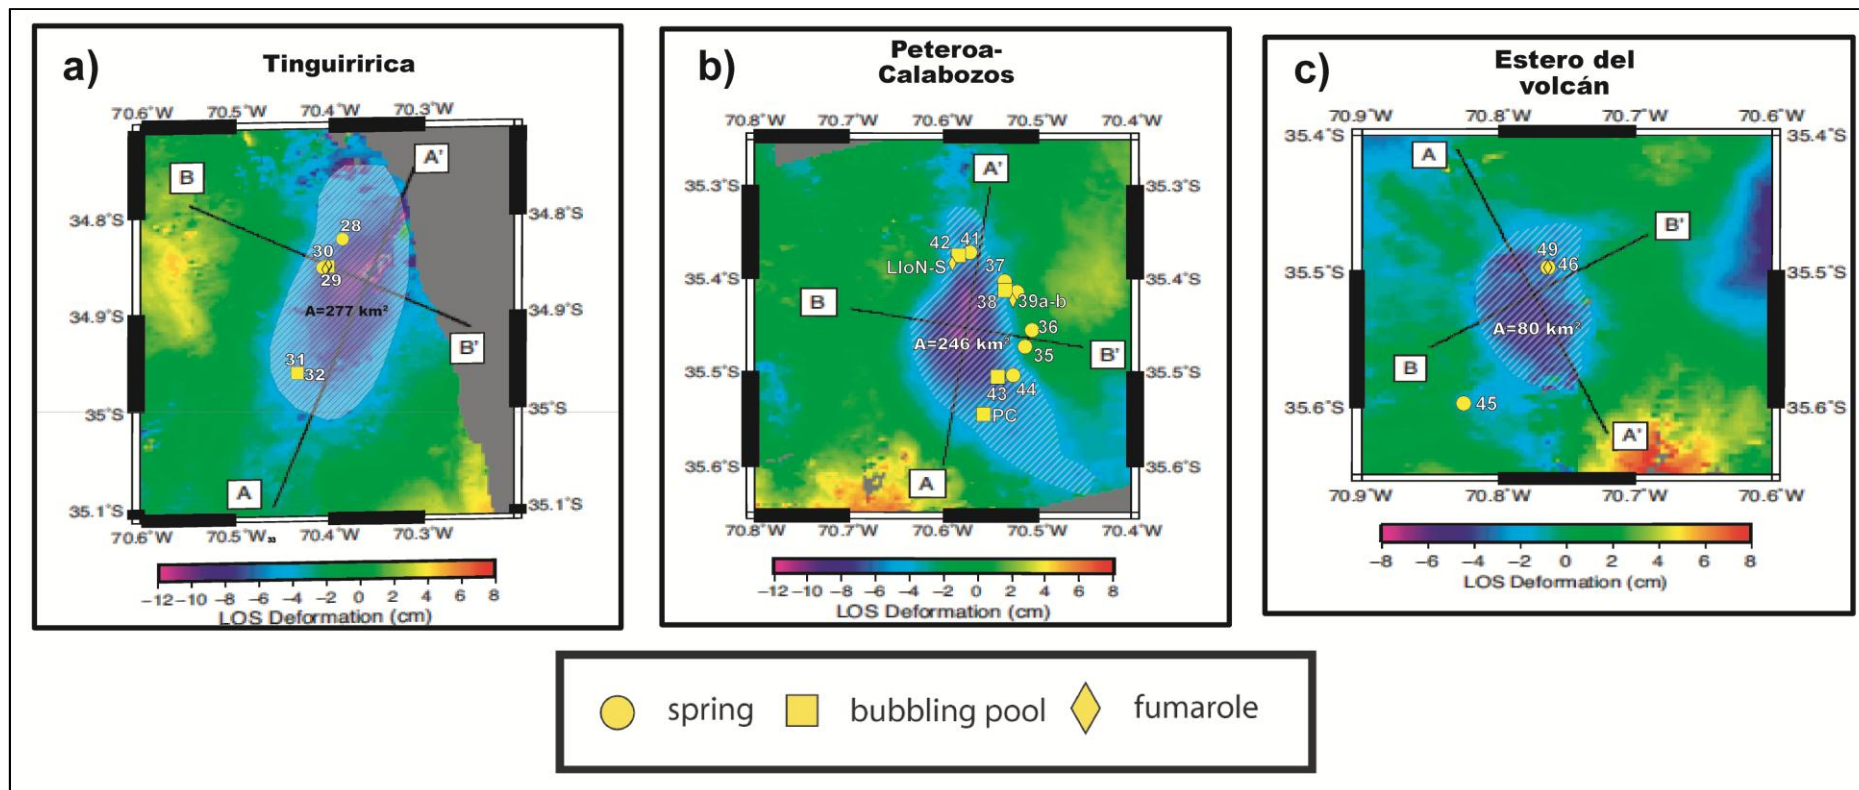 a)
Tinguiririca
70.6°W 70.5°W 70.4°W 70.3°W
A'
B
34.8°S
34.8°S
28
30
29
A=277 km²
34.9°S
34.9°S
B'
31
32
35°S
35°S
A
35.1°S
35.1°S
70.6°W 70.5°W 33 70.4°W 70.3°W
−12 −10 −8 −6 −4 −2 0 2 4 6 8
LOS Deformation (cm)
b)
Peteroa-
Calabozos
70.8°W 70.7°W 70.6°W 70.5°W 70.4°W
A'
35.3°S
42 41
LIoN-S
37
35.4°S
38 39a-b
B
36
A=246 km²
35
B'
35.5°S
43 44
PC
35.6°S
A
70.8°W 70.7°W 70.6°W 70.5°W 70.4°W
−12 −10 −8 −6 −4 −2 0 2 4 6 8
LOS Deformation (cm)
c)
Estero del
volcán
70.9°W 70.8°W 70.7°W 70.6°W
35.4°S
35.4°S
A
B'
49
46
35.5°S
35.5°S
A=80 km²
B
45
35.6°S
35.6°S
A'
70.9°W 70.8°W 70.7°W 70.6°W
−8 −6 −4 −2 0 2 4 6 8
LOS Deformation (cm)
spring bubbling pool fumarole